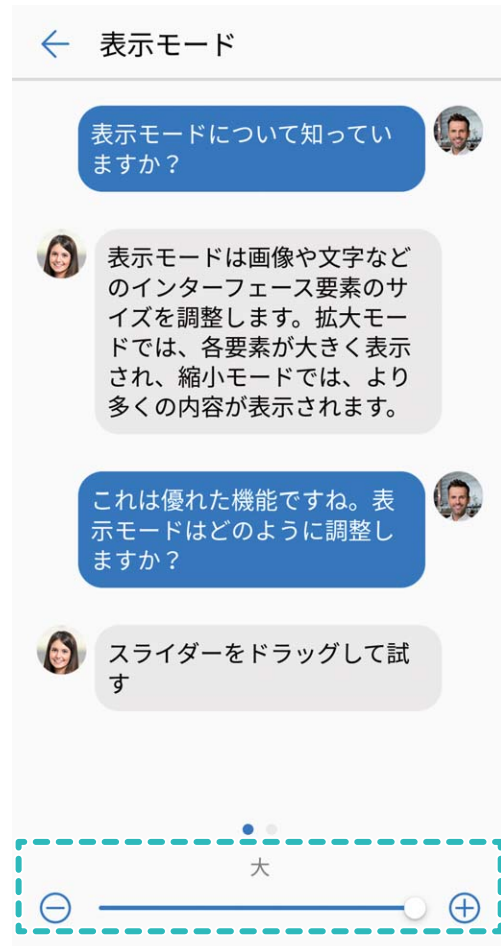 表示モード
表示モードについて知ってい
ますか？
表示モードは画像や文字など
のインターフェース要素のサ
イズを調整します。拡大モー
ドでは、各要素が大きく表示
され、縮小モードでは、より
多くの内容が表示されます。
これは優れた機能ですね。表
示モードはどのように調整し
ますか？
スライダーをドラッグして試
す
大